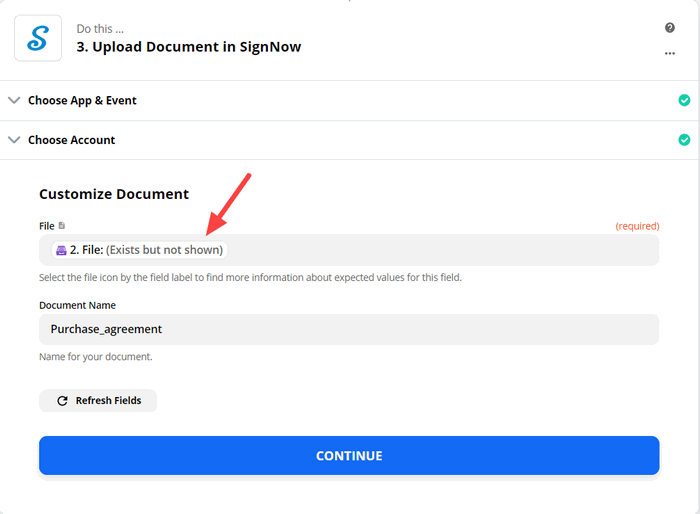 Do this ...
3. Upload Document in SignNow
Choose App & Event
Choose Account
Customize Document
File (required)
2. File: (Exists but not shown)
Select the file icon by the field label to find more information about expected values for this field.
Document Name
Purchase_agreement
Name for your document.
Refresh Fields
CONTINUE